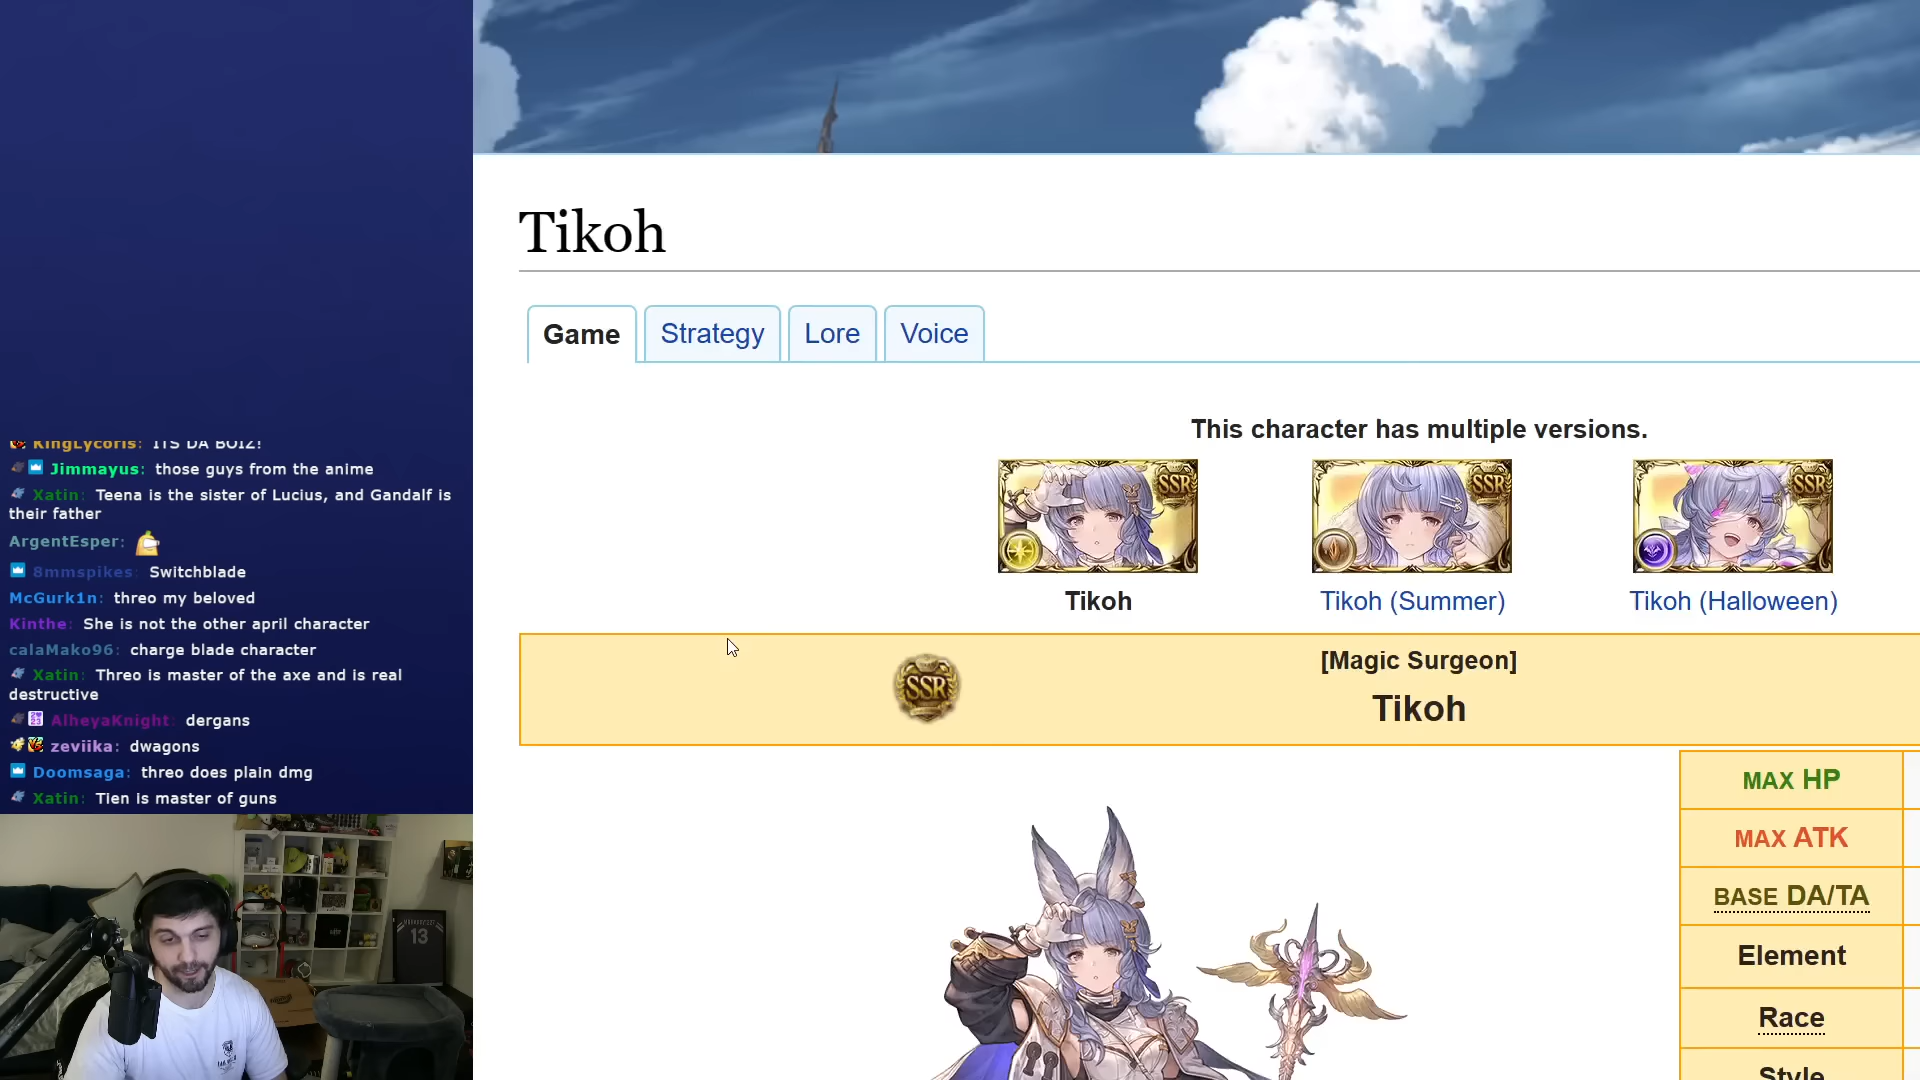 KingLycoris: ITS DA BOIZ!
Jimmayus: those guys from the anime
Xatin: Teena is the sister of Lucius, and Gandalf is
their father
ArgentEsper:
8mmspikes: Switchblade
McGurk1n: threo my beloved
Kinthe: She is not the other april character
calaMako96: charge blade character
Xatin: Threo is master of the axe and is real
destructive
AlheyaKnight: dergans
zeviika: dwagons
Doomsaga: threo does plain dmg
Xatin: Tien is master of guns
13
Tikoh
Game Strategy Lore Voice
This character has multiple versions.
SSR SSR SSR
Tikoh Tikoh (Summer) Tikoh (Halloween)
SSR
[Magic Surgeon]
Tikoh
MAX HP
MAX ATK
BASE DA/TA
Element
Race
Style